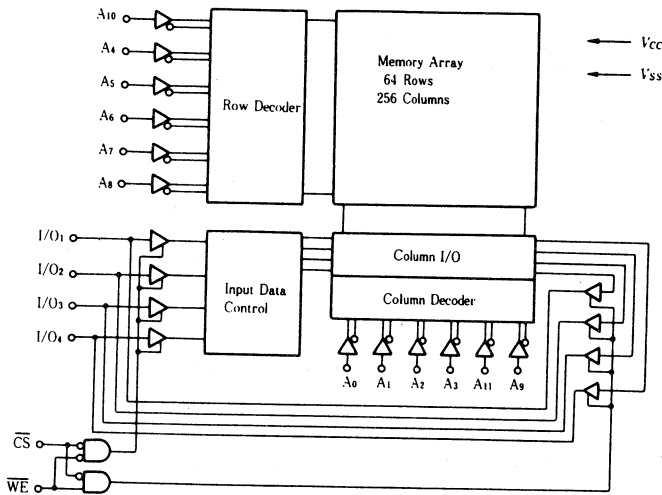 A10
A4
A5
A6
A7
A8
Row Decoder
Memory Array
64 Rows
256 Columns
VCC
VSS
I/O1
I/O2
I/O3
I/O4
Input Data
Control
Column I/O
Column Decoder
A0 A1 A2 A3 A11 A9
CS
WE